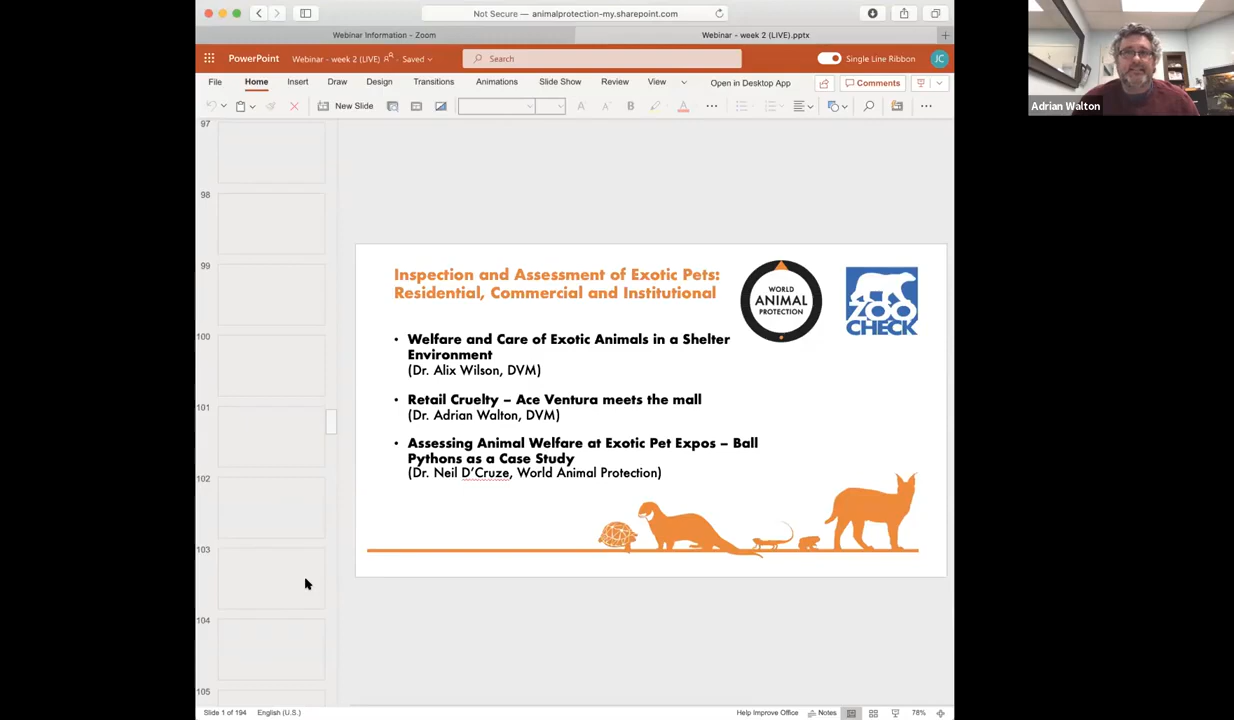 Not Secure — animalprotection-my.sharepoint.com
Webinar Information - Zoom
Webinar - week 2 (LIVE).pptx
PowerPoint
Webinar - week 2 (LIVE)
- Saved
Search
Single Line Ribbon
JC
File
Home
Insert
Draw
Design
Transitions
Animations
Slide Show
Review
View
Open in Desktop App
Comments
New Slide
B
A
Adrian Walton
97
98
99
100
101
102
103
104
105
Inspection and Assessment of Exotic Pets:
Residential, Commercial and Institutional
WORLD
ANIMAL
PROTECTION
ZOO
CHECK
• Welfare and Care of Exotic Animals in a Shelter
Environment
(Dr. Alix Wilson, DVM)
• Retail Cruelty – Ace Ventura meets the mall
(Dr. Adrian Walton, DVM)
• Assessing Animal Welfare at Exotic Pet Expos – Ball
Pythons as a Case Study
(Dr. Neil D'Cruze, World Animal Protection)
Slide 1 of 194
English (U.S.)
Help Improve Office
Notes
78%